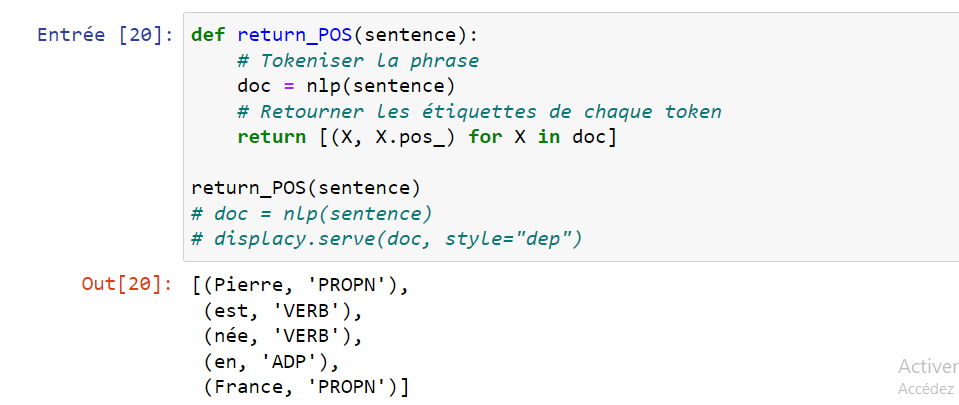 Entrée [20]: def return_POS(sentence):
# Tokeniser la phrase
doc = nlp(sentence)
# Retourner les étiquettes de chaque token
return [(X, X.pos_) for X in doc]
return_POS(sentence)
# doc = nlp(sentence)
# displacy.serve(doc, style="dep")
Out[20]: [(Pierre, 'PROPN'),
(est, 'VERB'),
(née, 'VERB'),
(en, 'ADP'),
(France, 'PROPN')]
Activer
Accédez